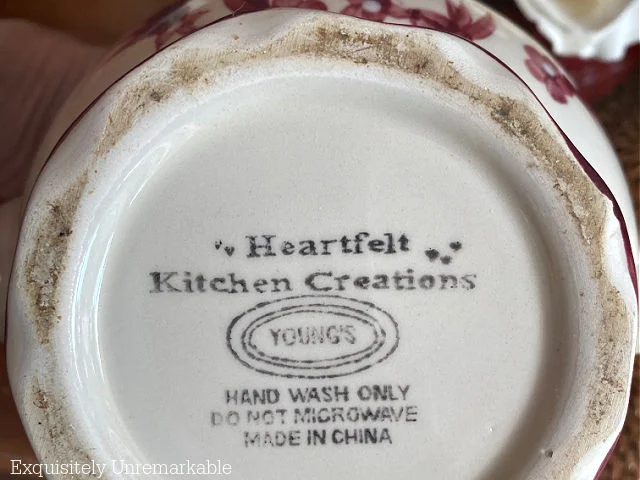 Heartfelt
Kitchen Creations
YOUNG'S
HAND WASH ONLY
DO NOT MICROWAVE
MADE IN CHINA
Exquisitely Unremarkable